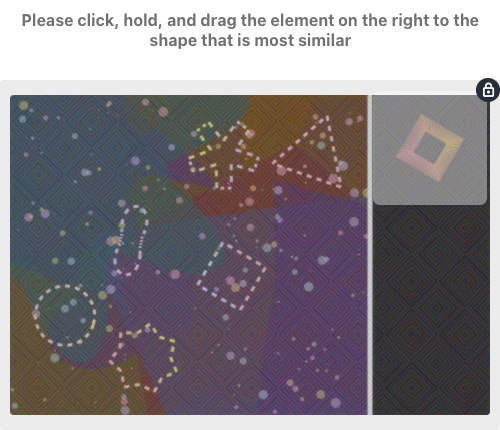 Please click, hold, and drag the element on the right to the
shape that is most similar